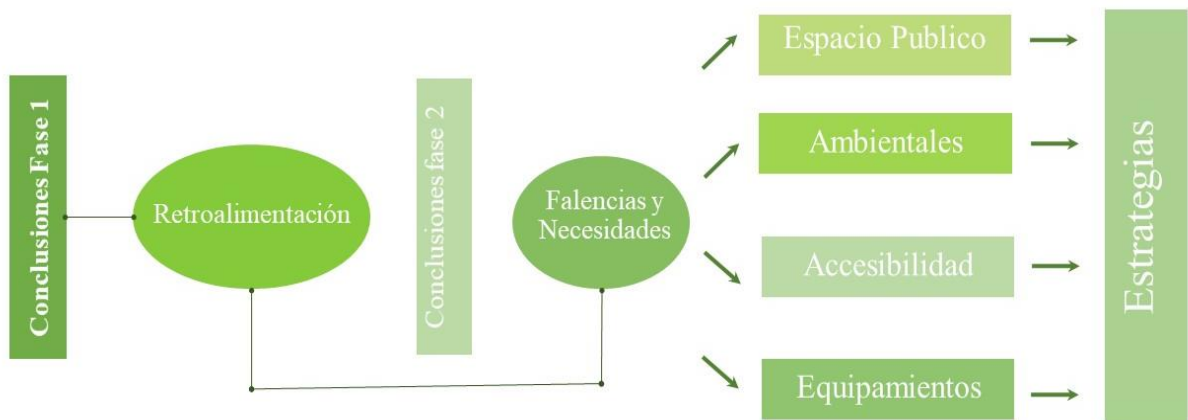 Conclusiones Fase 1
Retroalimentación
Conclusiones fase 2
Falencias y
Necesidades
Espacio Publico
Ambientales
Accesibilidad
Equipamientos
Estrategias